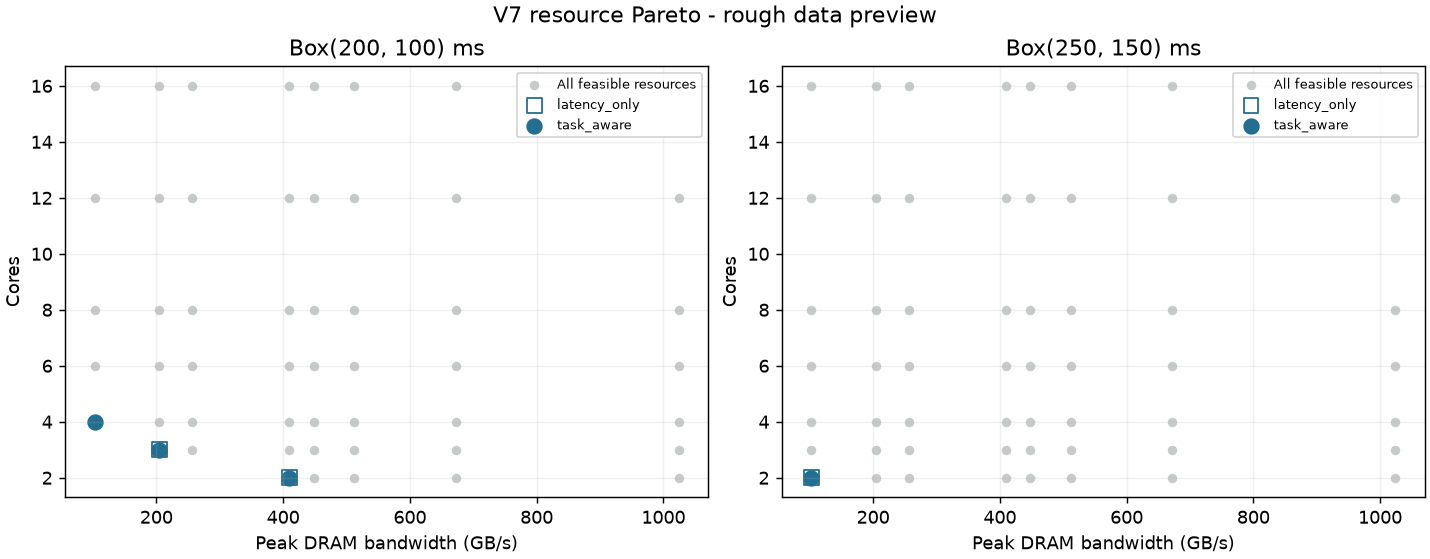 V7 resource Pareto - rough data preview
Box(200, 100) ms
Cores
16
14
12
10
8
6
4
2
200
400
600
800
1000
Peak DRAM bandwidth (GB/s)
All feasible resources
latency_only
task_aware
Box(250, 150) ms
Cores
16
14
12
10
8
6
4
2
200
400
600
800
1000
Peak DRAM bandwidth (GB/s)
All feasible resources
latency_only
task_aware